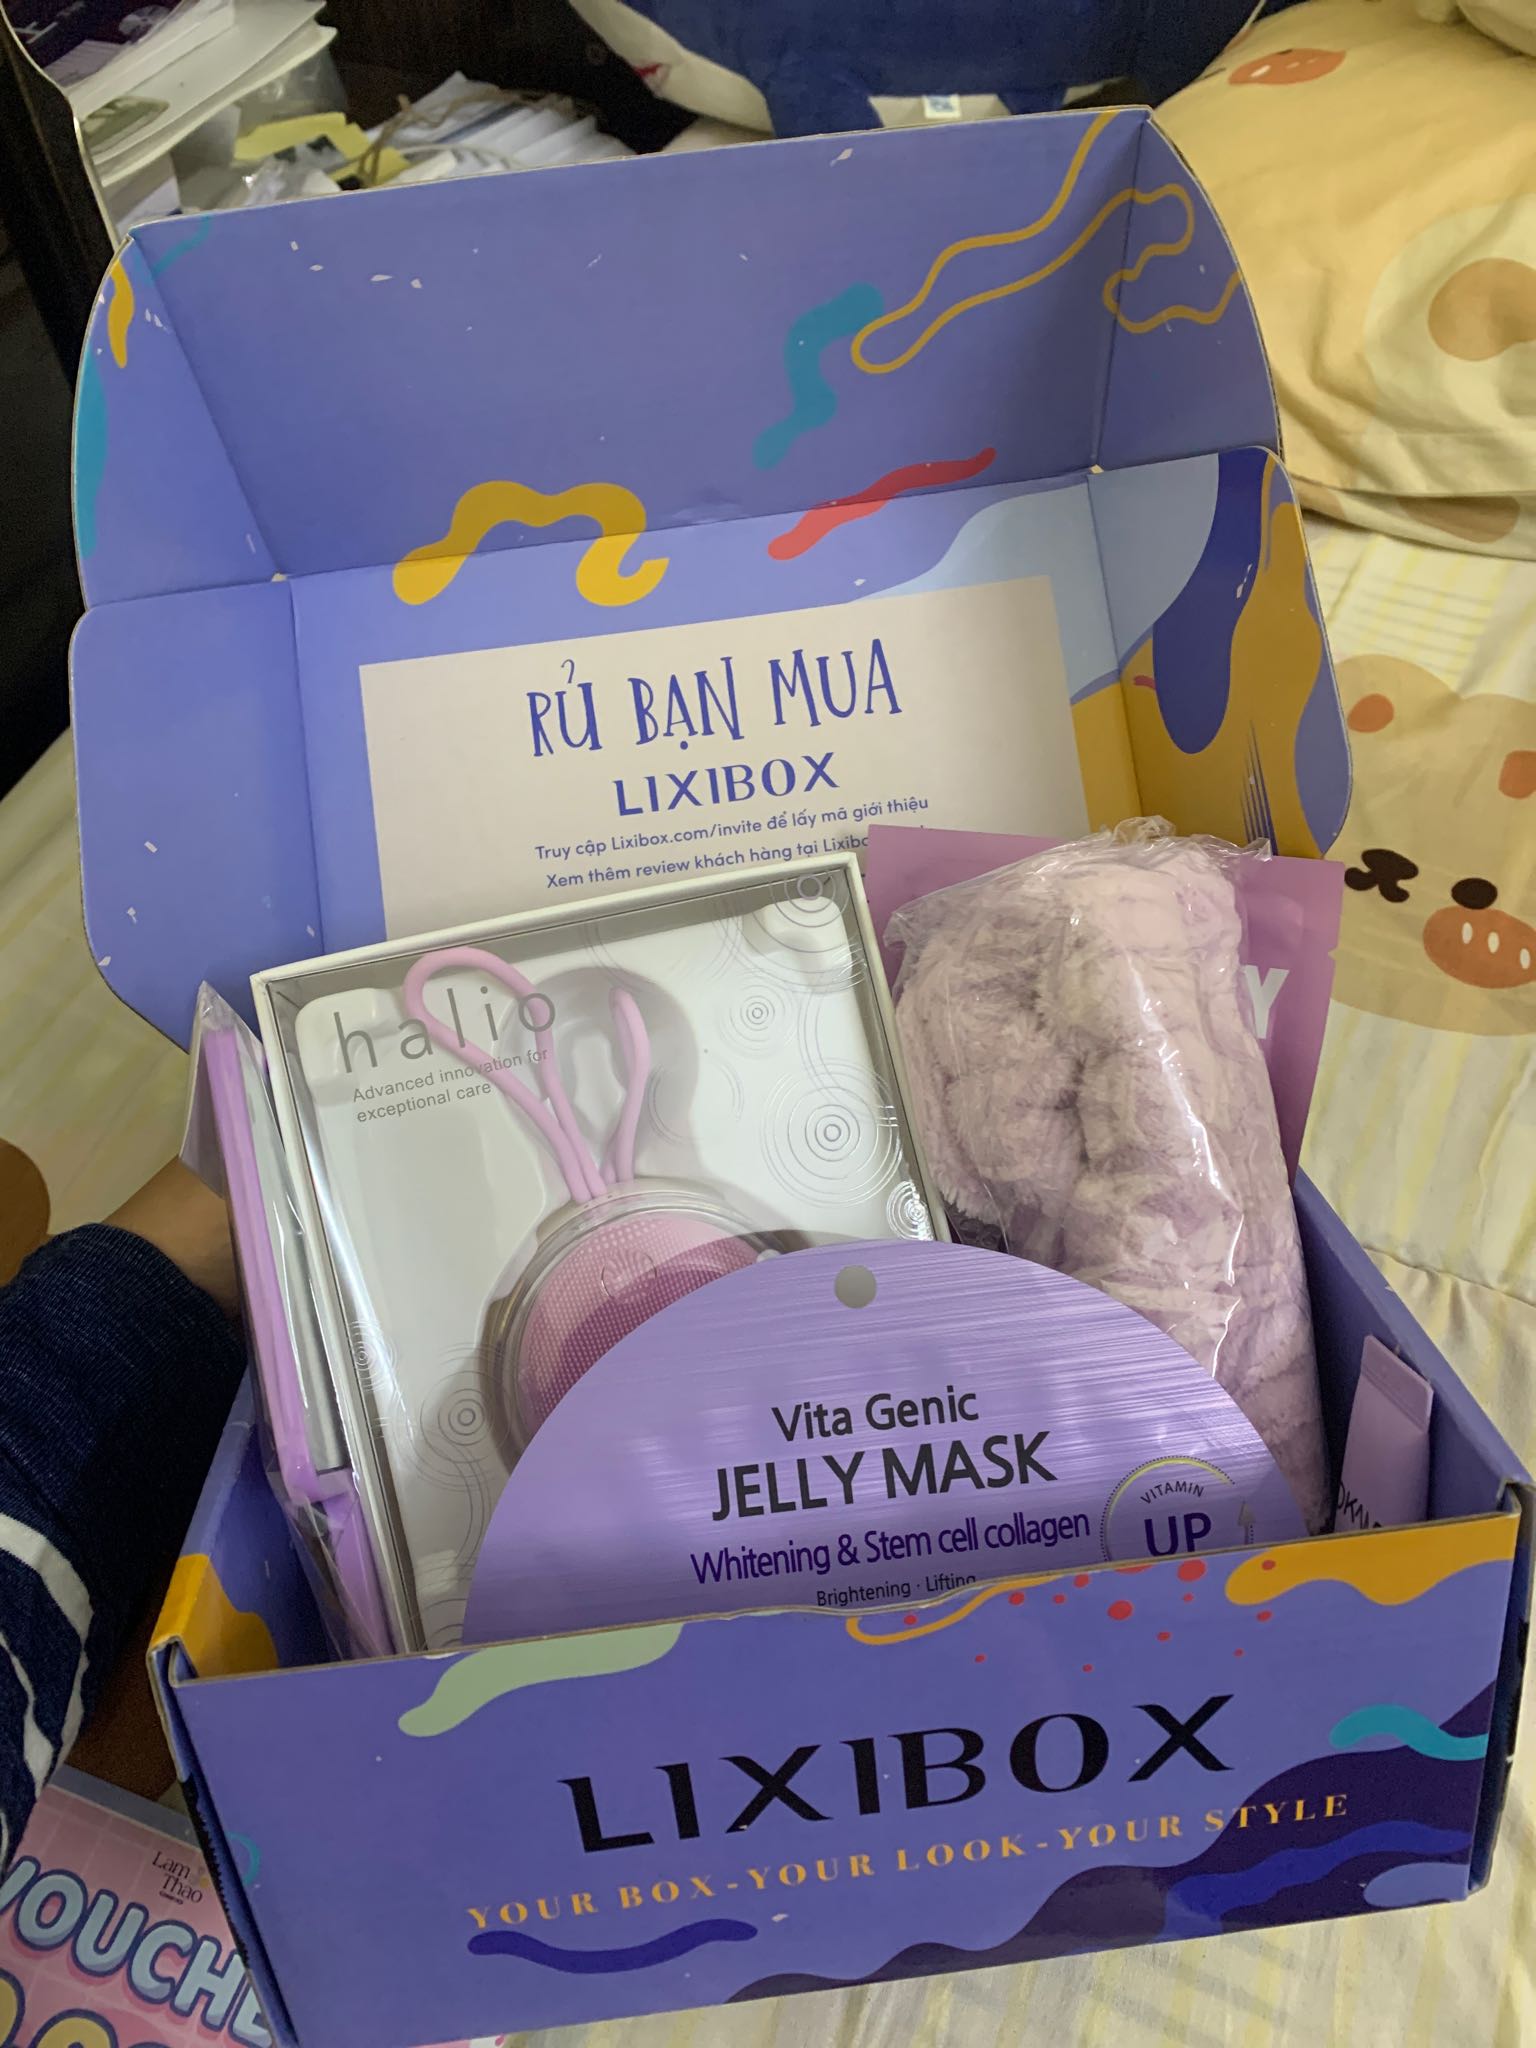 RỦ BẠN MUA
LIXIBOX
Truy cập Lixibox.com/invite để lấy mã giới thiệu
Xem thêm review khách hàng tại
halio
Advanced innovation for
exceptional care
Y
Vita Genic
JELLY MASK
Whitening & Stem cell collagen
Brightening · Lifting
VITAMIN
UP
LIXIBOX
YOUR BOX-YOUR LOOK-YOUR STYLE
Lam
Thao